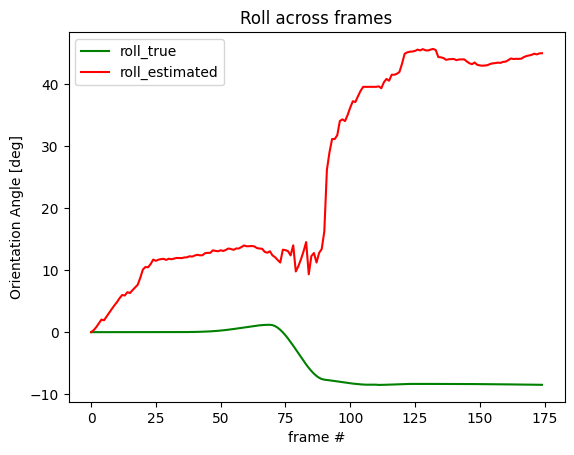 Roll across frames
roll_true
roll_estimated
Orientation Angle [deg]
40
30
20
10
0
−10
0 25 50 75 100 125 150 175
frame #